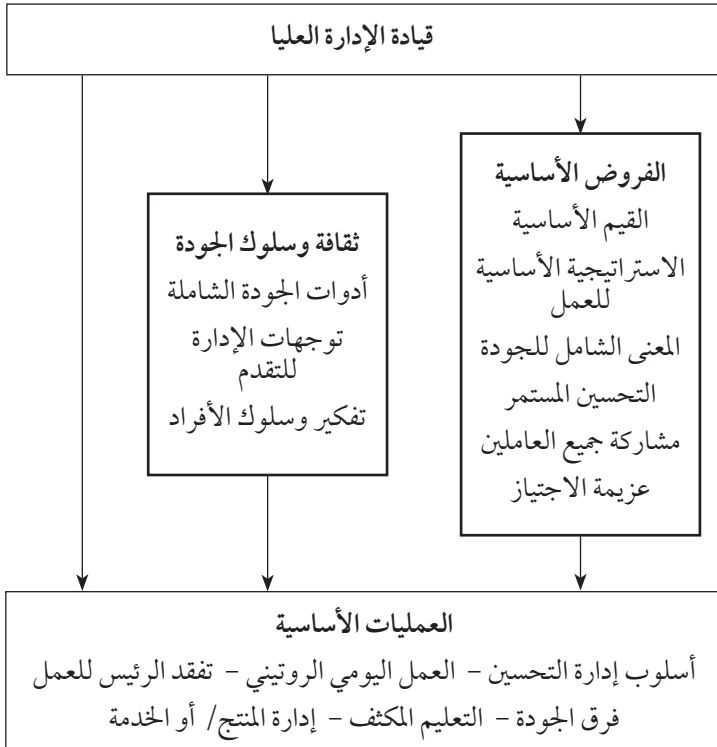 قيادة الإدارة العليا
الفروض الأساسية
القيم الأساسية
الاستراتيجية الأساسية
للعمل
المعنى الشامل للجودة
التحسين المستمر
مشاركة جميع العاملين
عزيمة الاجتياز
ثقافة وسلوك الجودة
أدوات الجودة الشاملة
توجهات الإدارة
للتقدم
تفكير وسلوك الأفراد
العمليات الأساسية
أسلوب إدارة التحسين – العمل اليومي الروتيني – تفقد الرئيس للعمل
فرق الجودة – التعليم المكثف – إدارة المنتج/ أو الخدمة